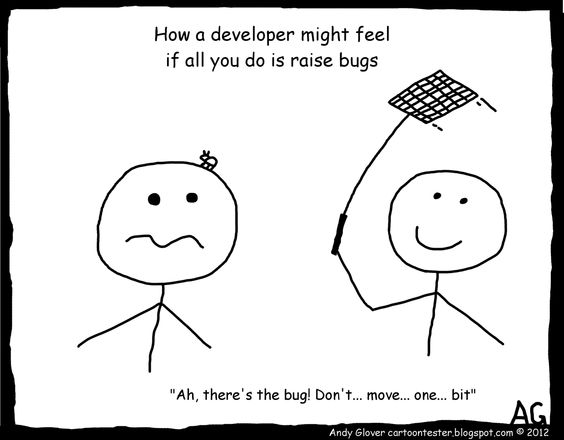 How a developer might feel
if all you do is raise bugs
"Ah, there's the bug! Don't... move... one... bit"
AG
Andy Glover cartoontester.blogspot.com © 2012